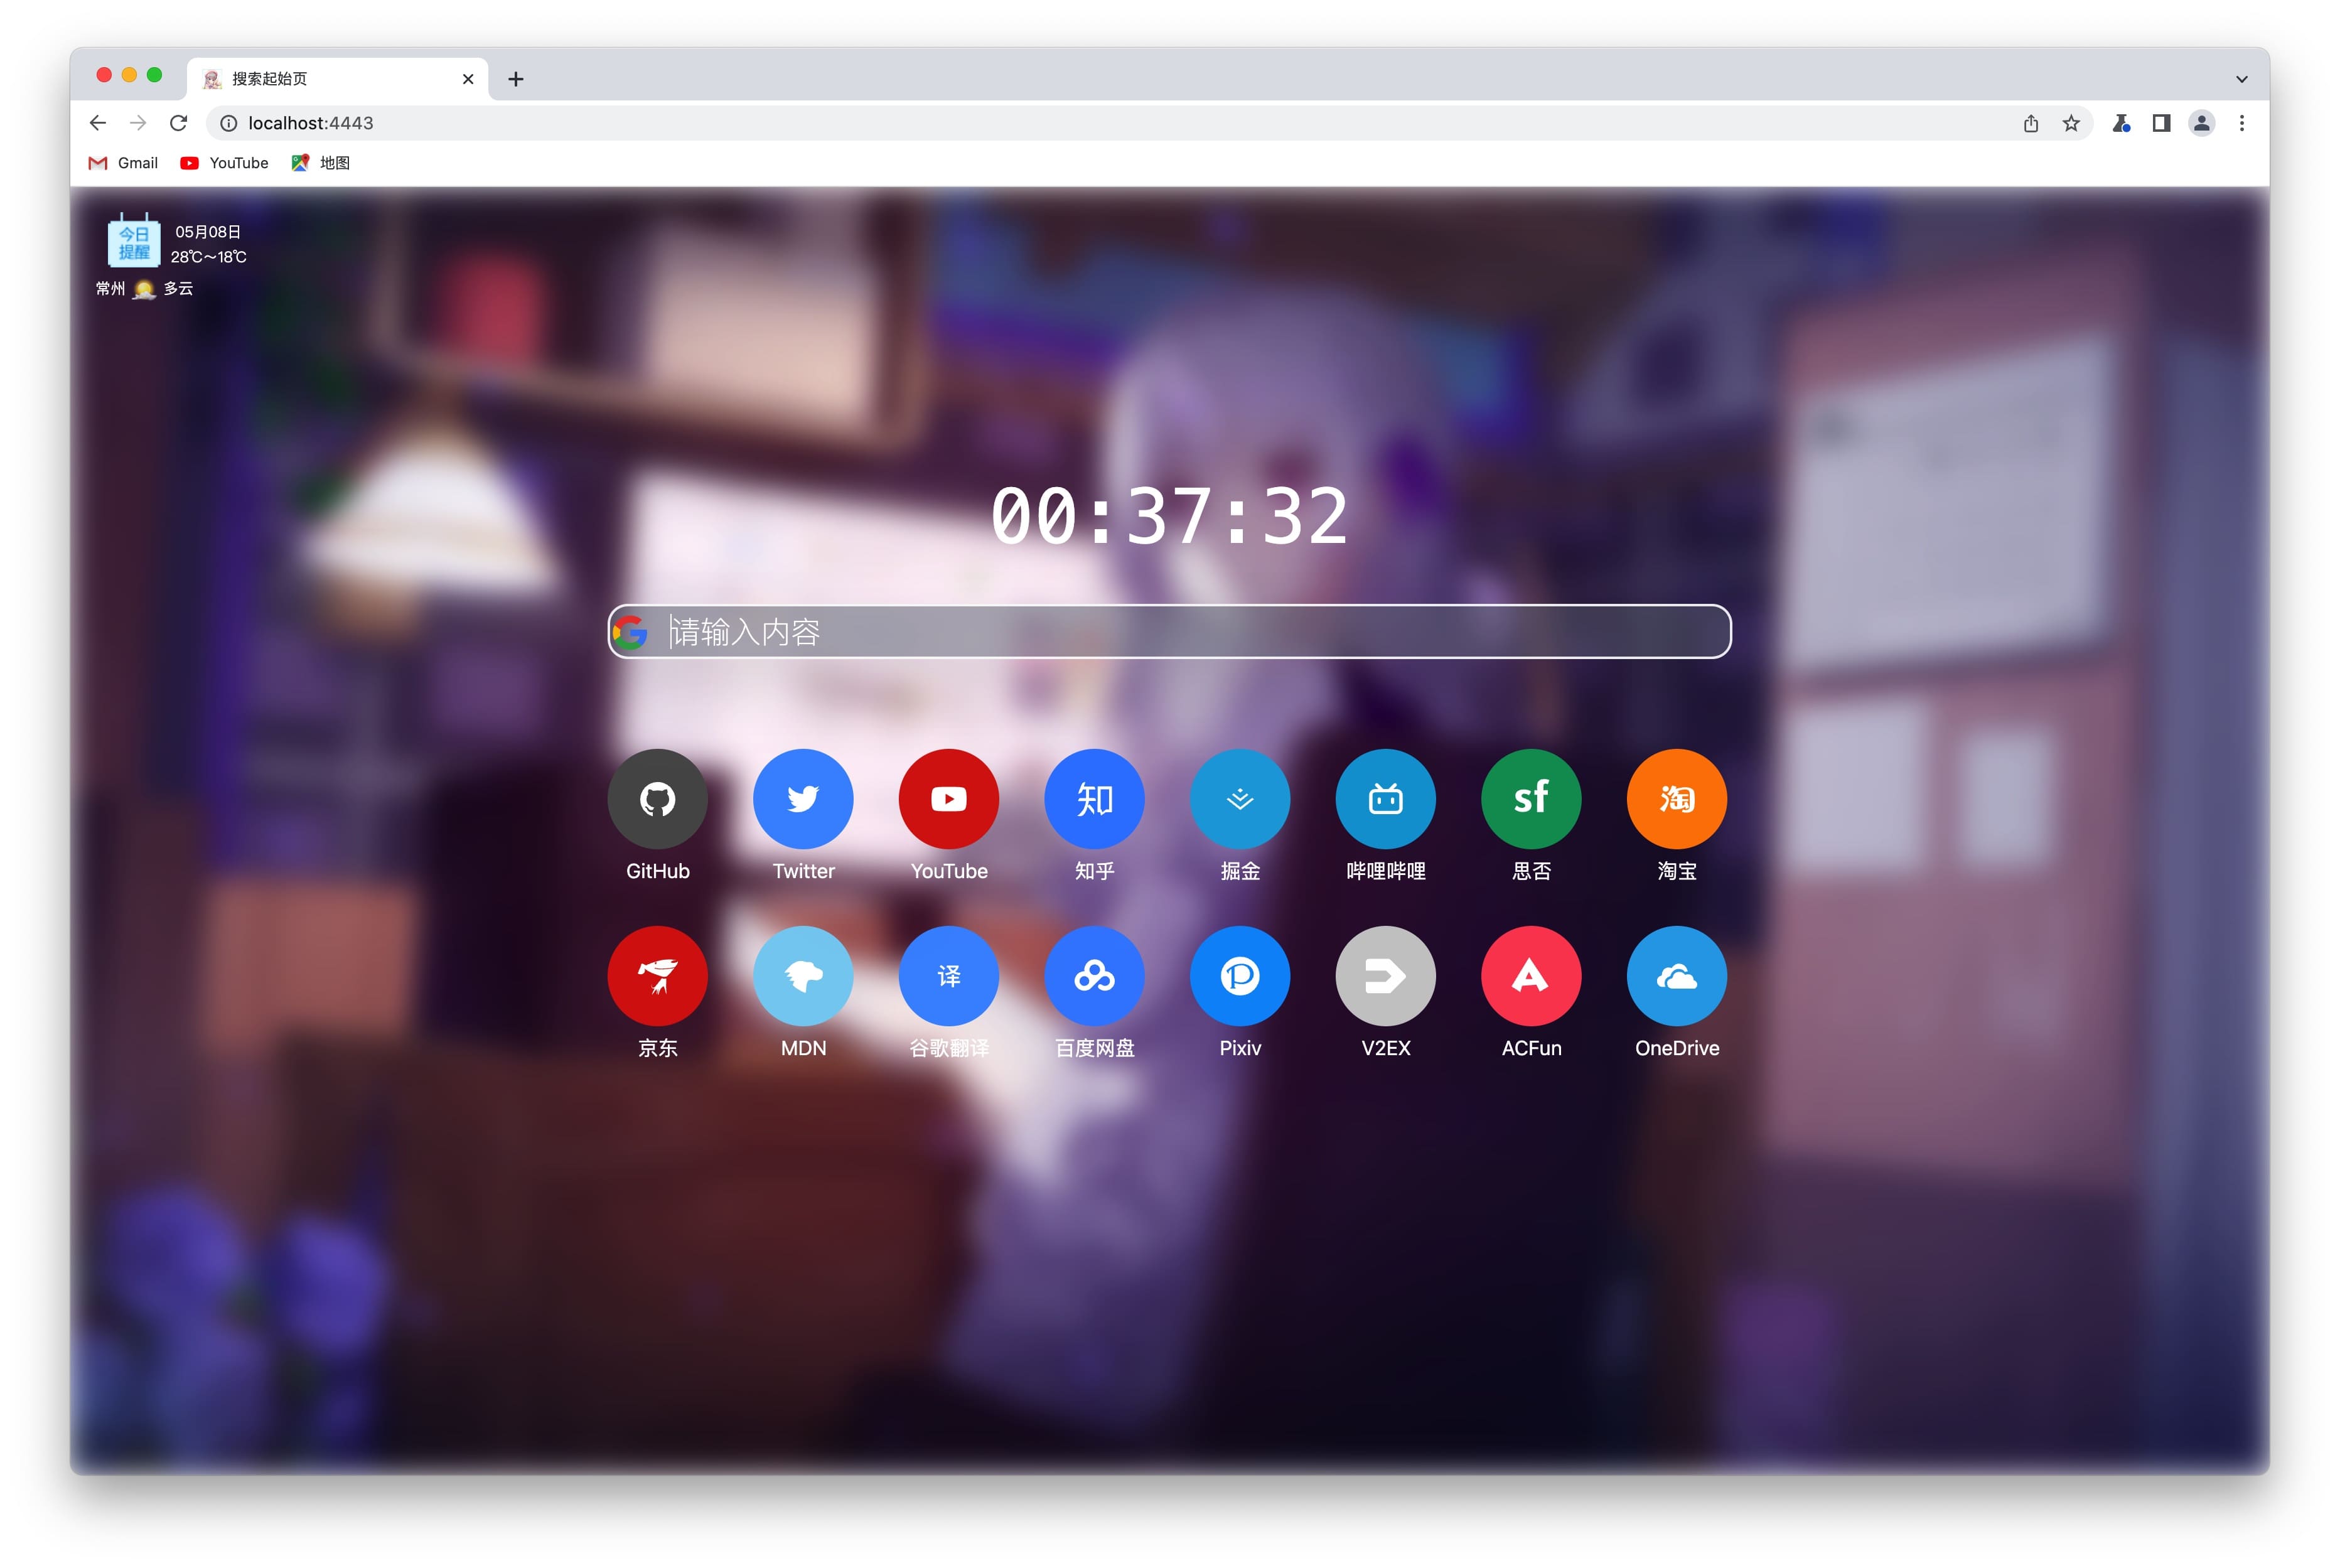 搜索起始页
localhost:4443
Gmail YouTube 地图
今日
提醒
05月08日
28℃~18℃
常州 多云
00:37:32
请输入内容
知 sf 淘
GitHub Twitter YouTube 知乎 掘金 哔哩哔哩 思否 淘宝
译
京东 MDN 谷歌翻译 百度网盘 Pixiv V2EX ACFun OneDrive